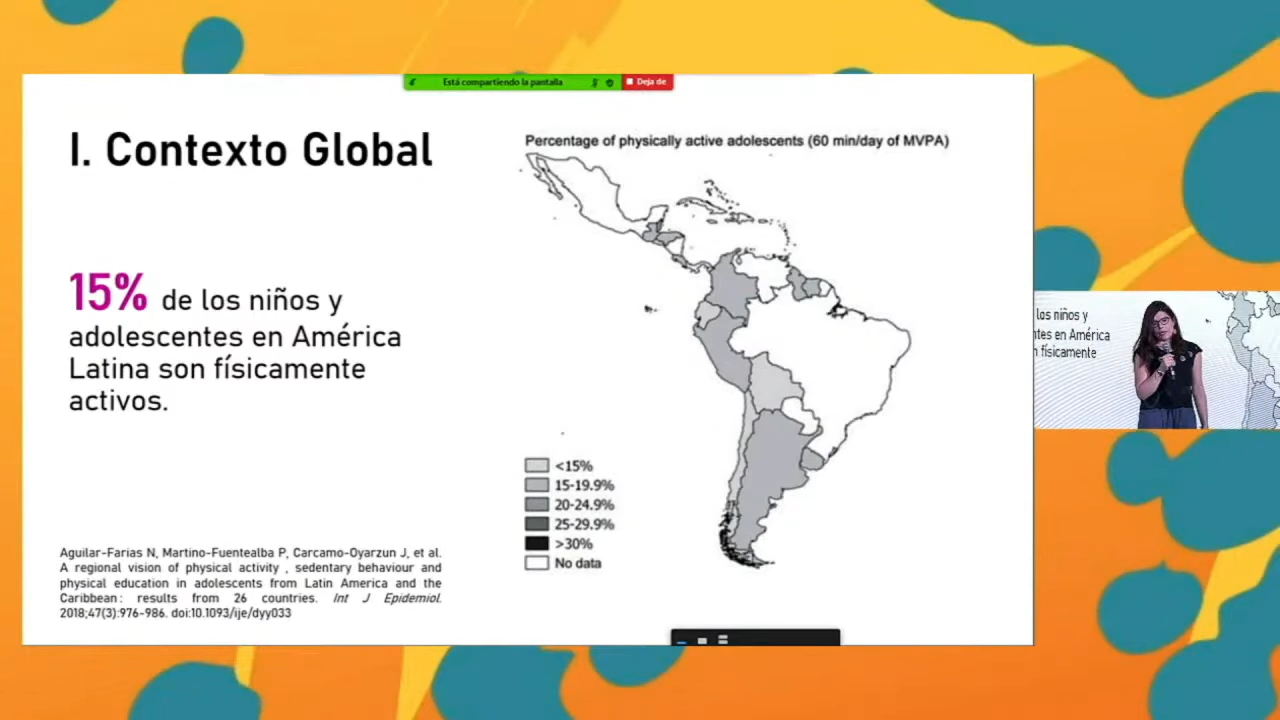 Está compartiendo la pantalla
Deja de
I. Contexto Global
15% de los niños y
adolescentes en América
Latina son físicamente
activos.
Aguilar-Farias N, Martino-Fuentealba P, Carcamo-Oyarzun J, et al.
A regional vision of physical activity , sedentary behaviour and
physical education in adolescents from Latin America and the
Caribbean: results from 26 countries. Int J Epidemiol.
2018;47(3):976-986. doi:10.1093/ije/dyy033
Percentage of physically active adolescents (60 min/day of MVPA)
<15%
15-19.9%
20-24.9%
25-29.9%
>30%
No data
los niños y
ntes en América
físicamente